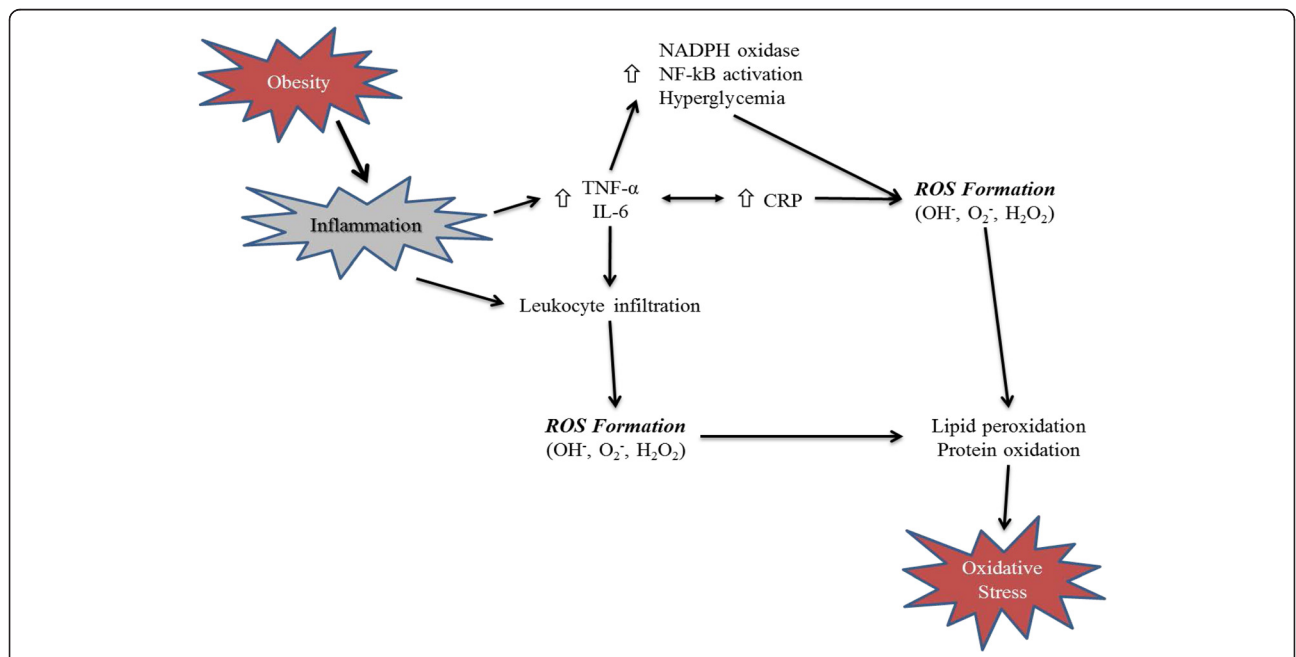 Obesity
NADPH oxidase
⇧ NF-kB activation
Hyperglycemia
Inflammation
⇧ TNF-α
IL-6
⇧ CRP
ROS Formation
(OH⁻, O₂⁻, H₂O₂)
Leukocyte infiltration
ROS Formation
(OH⁻, O₂⁻, H₂O₂)
Lipid peroxidation
Protein oxidation
Oxidative
Stress